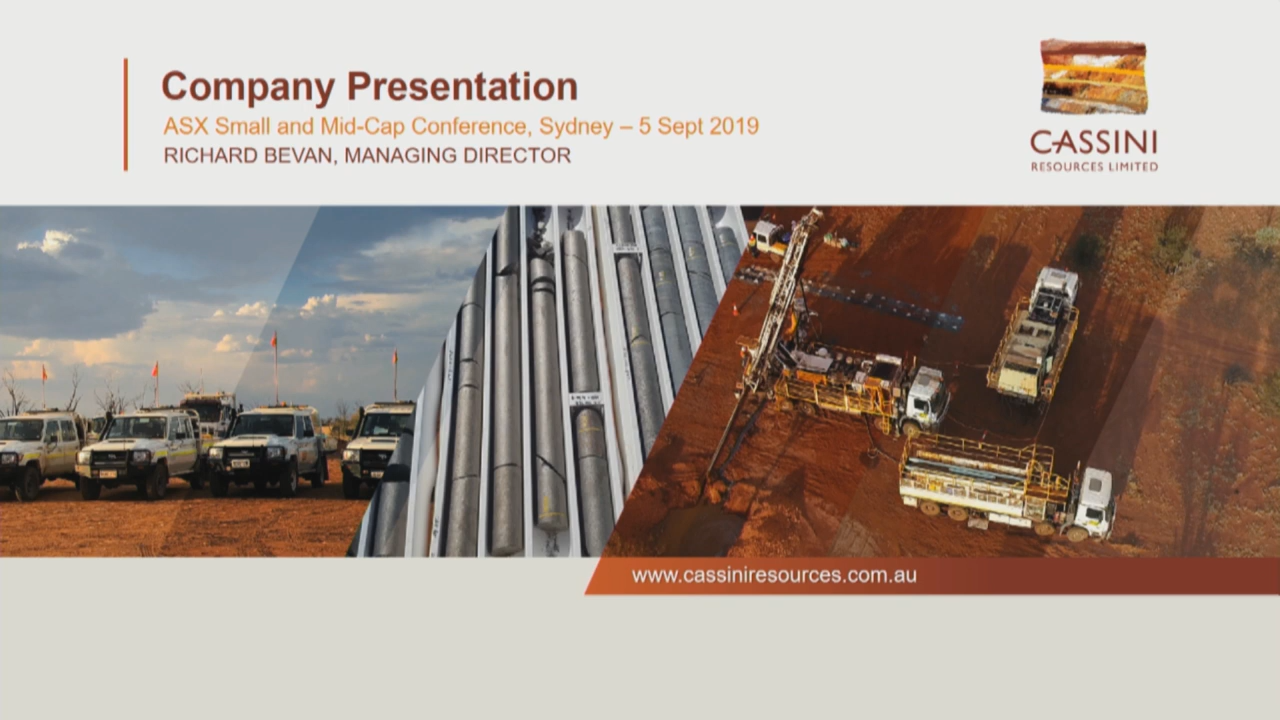 Company Presentation
ASX Small and Mid-Cap Conference, Sydney – 5 Sept 2019
RICHARD BEVAN, MANAGING DIRECTOR
CASSINI
RESOURCES LIMITED
www.cassiniresources.com.au